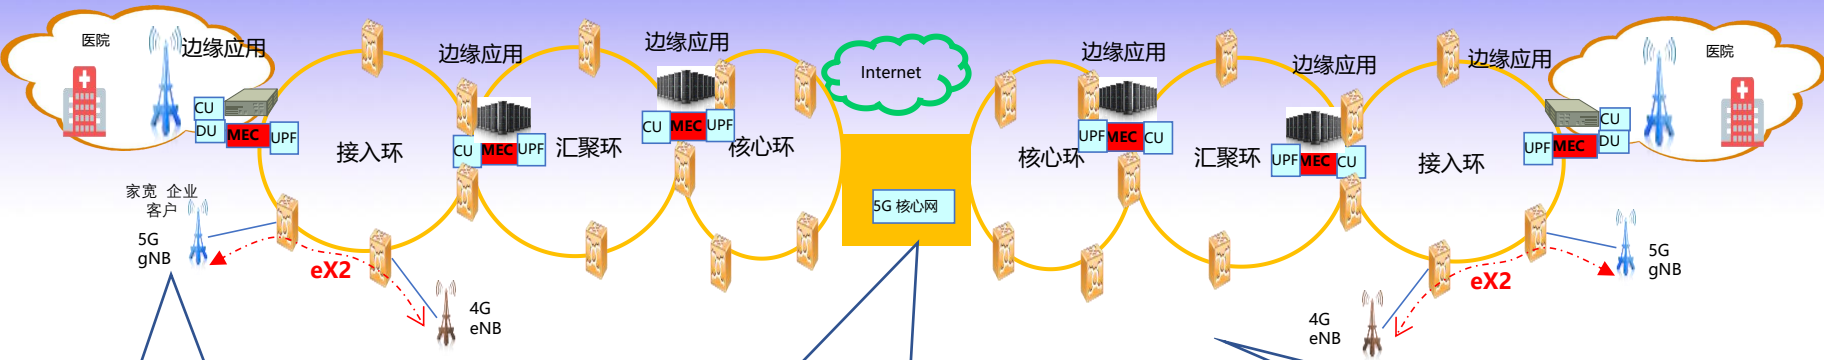 医院
边缘应用
CU
DU
MEC
UPF
接入环
家宽 企业
客户
5G
gNB
eX2
4G
eNB
边缘应用
CU
MEC
UPF
汇聚环
边缘应用
CU
MEC
UPF
核心环
Internet
5G 核心网
边缘应用
UPF
MEC
CU
核心环
边缘应用
UPF
MEC
CU
汇聚环
边缘应用
UPF
MEC
CU
DU
接入环
医院
5G
gNB
eX2
4G
eNB